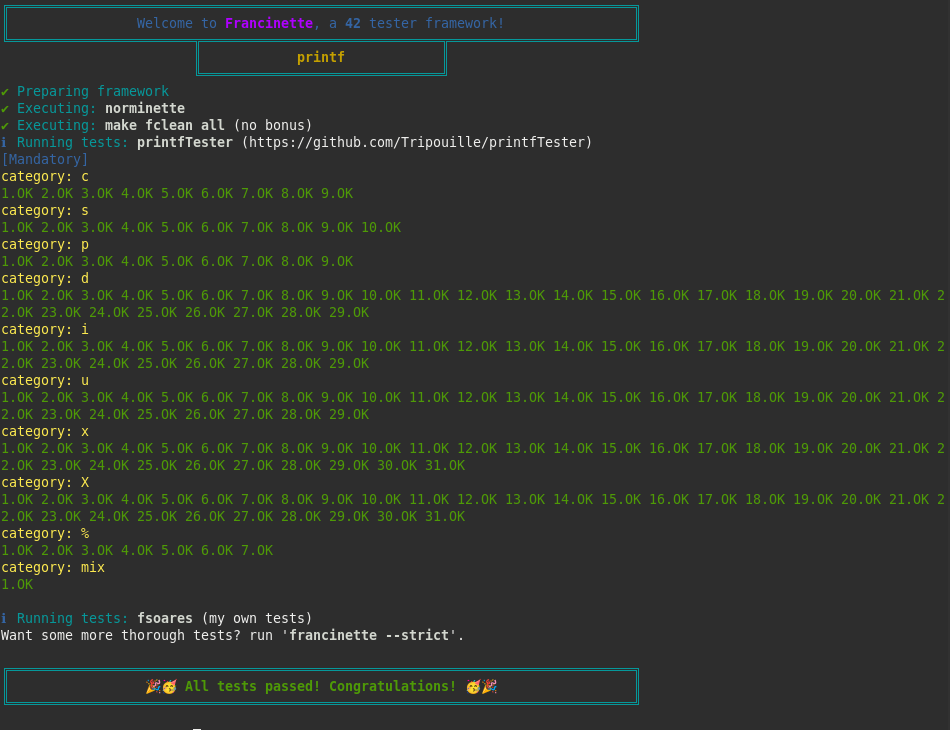 Welcome to Francinette, a 42 tester framework!
printf
✔ Preparing framework
✔ Executing: norminette
✔ Executing: make fclean all (no bonus)
ℹ Running tests: printfTester (https://github.com/Tripouille/printfTester)
[Mandatory]
category: c
1.OK 2.OK 3.OK 4.OK 5.OK 6.OK 7.OK 8.OK 9.OK
category: s
1.OK 2.OK 3.OK 4.OK 5.OK 6.OK 7.OK 8.OK 9.OK 10.OK
category: p
1.OK 2.OK 3.OK 4.OK 5.OK 6.OK 7.OK 8.OK 9.OK
category: d
1.OK 2.OK 3.OK 4.OK 5.OK 6.OK 7.OK 8.OK 9.OK 10.OK 11.OK 12.OK 13.OK 14.OK 15.OK 16.OK 17.OK 18.OK 19.OK 20.OK 21.OK 2
2.OK 23.OK 24.OK 25.OK 26.OK 27.OK 28.OK 29.OK
category: i
1.OK 2.OK 3.OK 4.OK 5.OK 6.OK 7.OK 8.OK 9.OK 10.OK 11.OK 12.OK 13.OK 14.OK 15.OK 16.OK 17.OK 18.OK 19.OK 20.OK 21.OK 2
2.OK 23.OK 24.OK 25.OK 26.OK 27.OK 28.OK 29.OK
category: u
1.OK 2.OK 3.OK 4.OK 5.OK 6.OK 7.OK 8.OK 9.OK 10.OK 11.OK 12.OK 13.OK 14.OK 15.OK 16.OK 17.OK 18.OK 19.OK 20.OK 21.OK 2
2.OK 23.OK 24.OK 25.OK 26.OK 27.OK 28.OK 29.OK
category: x
1.OK 2.OK 3.OK 4.OK 5.OK 6.OK 7.OK 8.OK 9.OK 10.OK 11.OK 12.OK 13.OK 14.OK 15.OK 16.OK 17.OK 18.OK 19.OK 20.OK 21.OK 2
2.OK 23.OK 24.OK 25.OK 26.OK 27.OK 28.OK 29.OK 30.OK 31.OK
category: X
1.OK 2.OK 3.OK 4.OK 5.OK 6.OK 7.OK 8.OK 9.OK 10.OK 11.OK 12.OK 13.OK 14.OK 15.OK 16.OK 17.OK 18.OK 19.OK 20.OK 21.OK 2
2.OK 23.OK 24.OK 25.OK 26.OK 27.OK 28.OK 29.OK 30.OK 31.OK
category: %
1.OK 2.OK 3.OK 4.OK 5.OK 6.OK 7.OK
category: mix
1.OK
ℹ Running tests: fsoares (my own tests)
Want some more thorough tests? run 'francinette --strict'.
🎉🥳 All tests passed! Congratulations! 🥳🎉